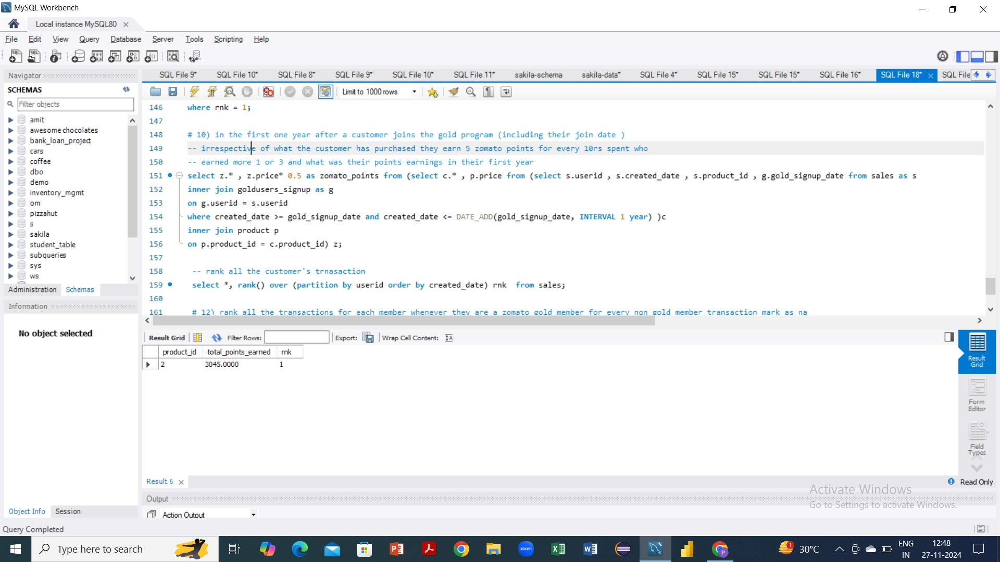 MySQL Workbench
Local instance MySQL80
File Edit View Query Database Server Tools Scripting Help
Navigator
SQL File 9* SQL File 10* SQL File 8* SQL File 9* SQL File 10* SQL File 11* sakila-schema sakila-data* SQL File 4* SQL File 15* SQL File 15* SQL File 16* SQL File 18* SQL File
SCHEMAS
Limit to 1000 rows
Filter objects
amit
awesome chocolates
bank_loan_project
cars
coffee
dbo
demo
inventory_mgmt
om
pizzahut
s
sakila
student_table
subqueries
sys
ws
Administration Schemas
Information
No object selected
Object Info Session
146 where rnk = 1;
147
148 # 10) in the first one year after a customer joins the gold program (including their join date )
149 -- irrespective of what the customer has purchased they earn 5 zomato points for every 10rs spent who
150 -- earned more 1 or 3 and what was their points earnings in their first year
151 select z.* , z.price* 0.5 as zomato_points from (select c.* , p.price from (select s.userid , s.created_date , s.product_id , g.gold_signup_date from sales as s
152 inner join goldusers_signup as g
153 on g.userid = s.userid
154 where created_date >= gold_signup_date and created_date <= DATE_ADD(gold_signup_date, INTERVAL 1 year) )c
155 inner join product p
156 on p.product_id = c.product_id) z;
157
158 -- rank all the customer's trnasaction
159 select *, rank() over (partition by userid order by created_date) rnk from sales;
160
161 # 12) rank all the transactions for each member whenever they are a zomato gold member for every non gold member transaction mark as na
Result Grid Filter Rows: Export: Wrap Cell Content:
product_id total_points_earned rnk
2 3045.0000 1
Result Grid
Form Editor
Field Types
Result 6
Read Only
Output
Action Output
Activate Windows
Go to Settings to activate Windows.
Query Completed
Type here to search
zoom
1
30°C
ENG
IN
12:48
27-11-2024